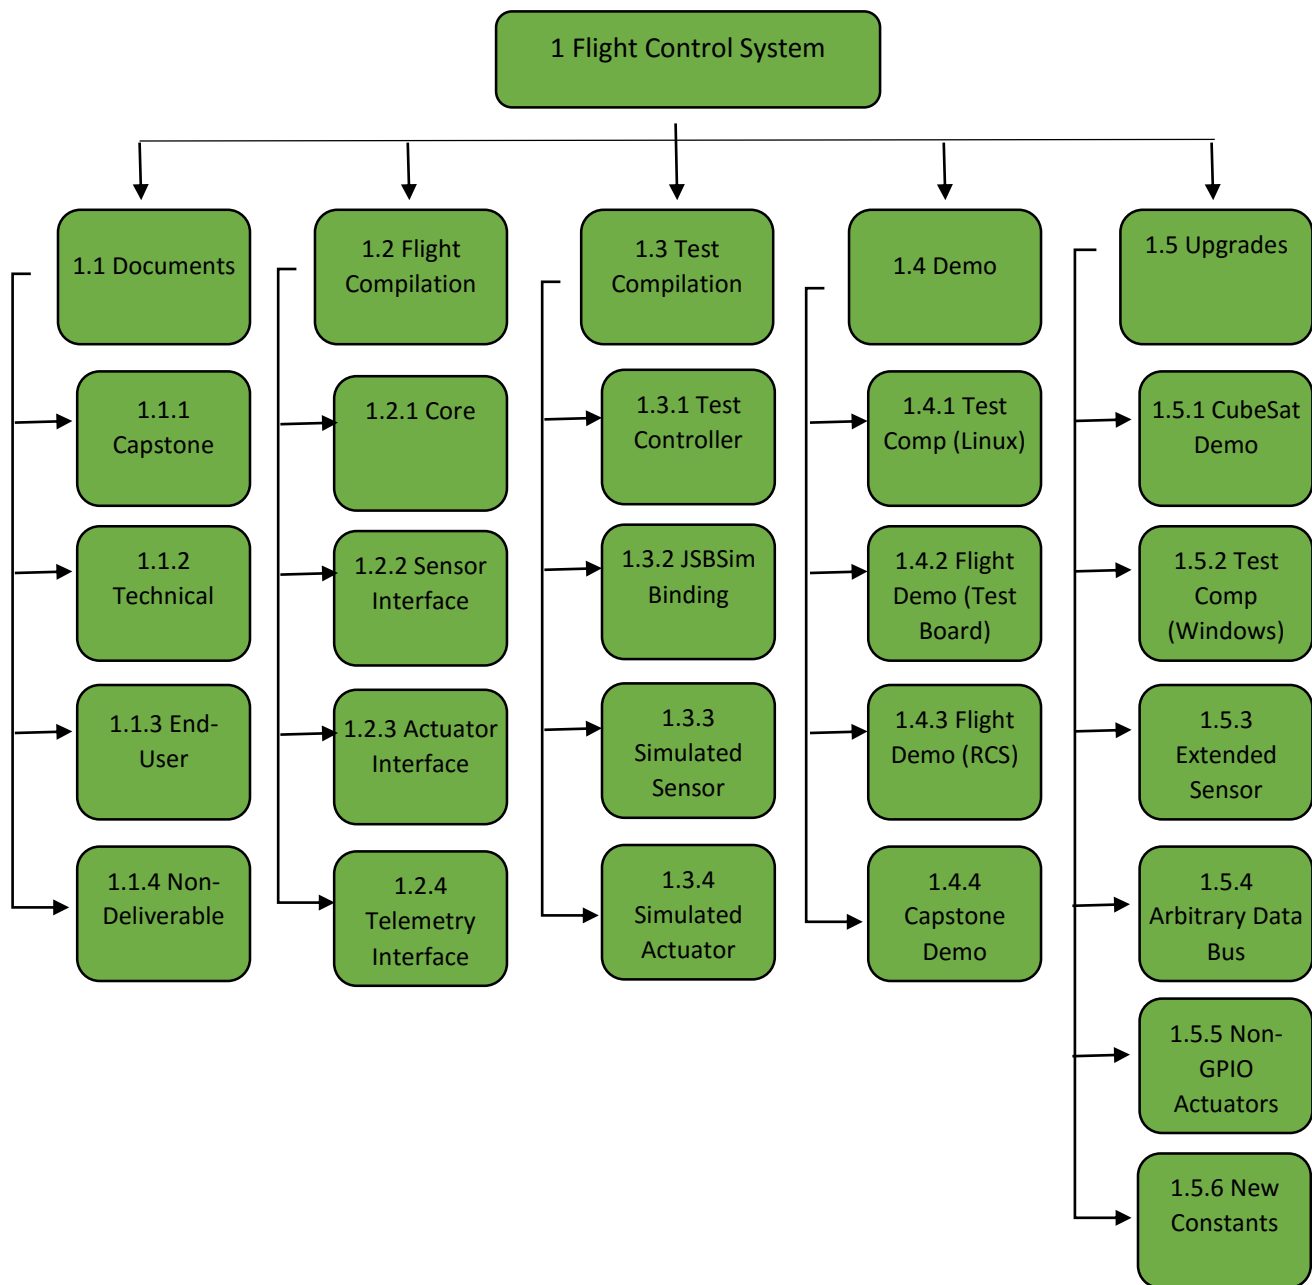 1 Flight Control System
1.1 Documents
1.2 Flight
Compilation
1.3 Test
Compilation
1.4 Demo
1.5 Upgrades
1.1.1
Capstone
1.1.2
Technical
1.1.3 End-
User
1.1.4 Non-
Deliverable
1.2.1 Core
1.2.2 Sensor
Interface
1.2.3 Actuator
Interface
1.2.4
Telemetry
Interface
1.3.1 Test
Controller
1.3.2 JSBSim
Binding
1.3.3
Simulated
Sensor
1.3.4
Simulated
Actuator
1.4.1 Test
Comp (Linux)
1.4.2 Flight
Demo (Test
Board)
1.4.3 Flight
Demo (RCS)
1.4.4
Capstone
Demo
1.5.1 CubeSat
Demo
1.5.2 Test
Comp
(Windows)
1.5.3
Extended
Sensor
1.5.4
Arbitrary Data
Bus
1.5.5 Non-
GPIO
Actuators
1.5.6 New
Constants